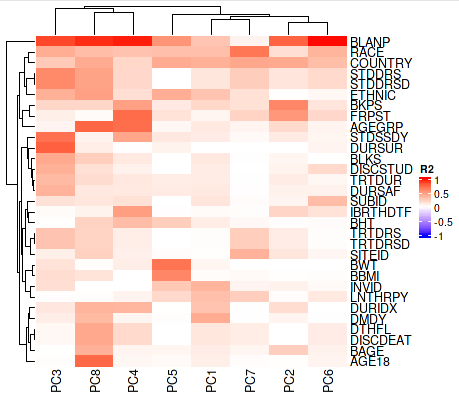 BLANP
RACE
COUNTRY
STDDRS
STDDRSD
ETHNIC
BKPS
FRPST
AGEGRP
STDSSDY
DURSUR
BLKS
DISCSTUD
TRTDUR
DURSAF
SUBID
IBRTHDTF
BHT
TRTDRS
TRTDRSD
SITEID
BWT
BBMI
INVID
LNTHRPY
DURIDX
DMDY
DTHFL
DISCDEAT
BAGE
AGE18
R2
1
0.5
0
-0.5
-1
PC3 PC8 PC4 PC5 PC1 PC7 PC2 PC6